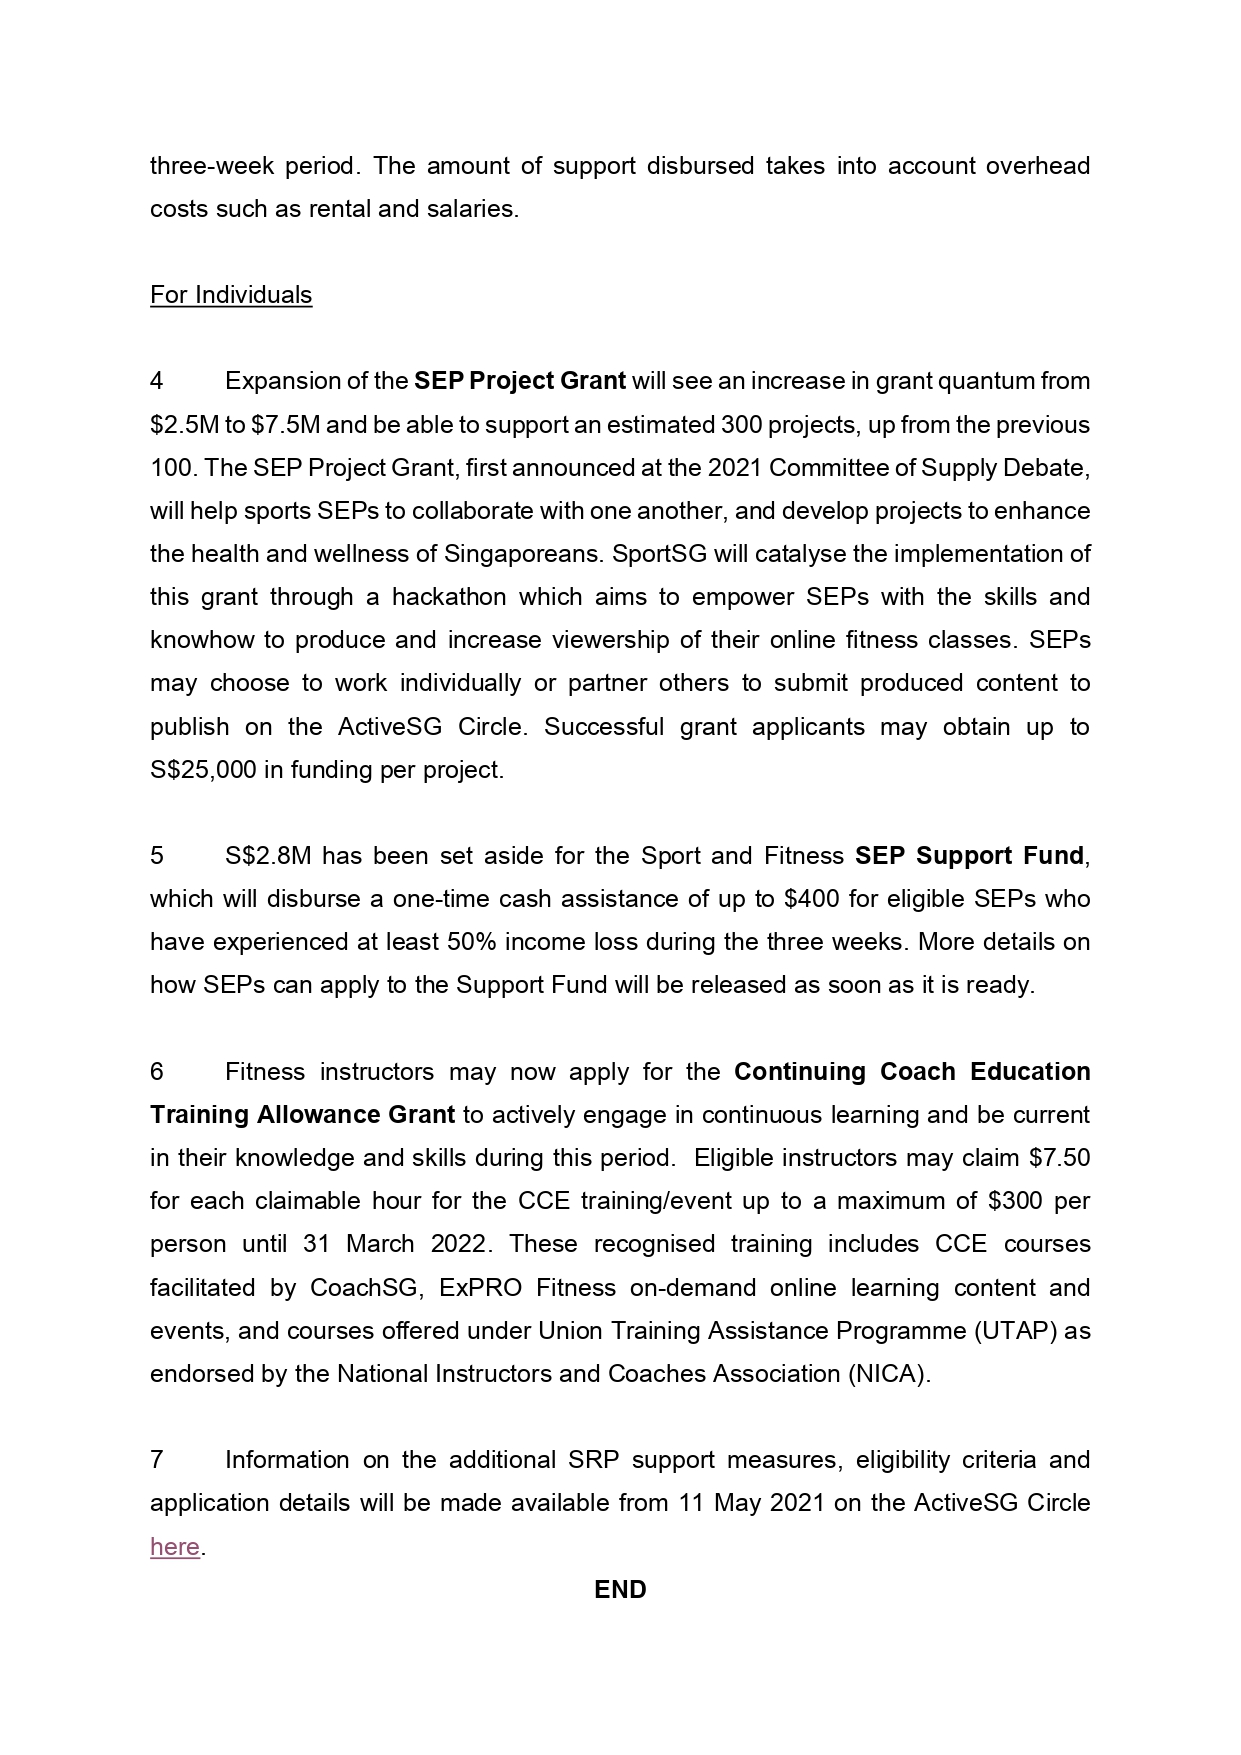 three-week period. The amount of support disbursed takes into account overhead
costs such as rental and salaries.
For Individuals
4 Expansion of the SEP Project Grant will see an increase in grant quantum from
$2.5M to $7.5M and be able to support an estimated 300 projects, up from the previous
100. The SEP Project Grant, first announced at the 2021 Committee of Supply Debate,
will help sports SEPs to collaborate with one another, and develop projects to enhance
the health and wellness of Singaporeans. SportSG will catalyse the implementation of
this grant through a hackathon which aims to empower SEPs with the skills and
knowhow to produce and increase viewership of their online fitness classes. SEPs
may choose to work individually or partner others to submit produced content to
publish on the ActiveSG Circle. Successful grant applicants may obtain up to
S$25,000 in funding per project.
5 S$2.8M has been set aside for the Sport and Fitness SEP Support Fund,
which will disburse a one-time cash assistance of up to $400 for eligible SEPs who
have experienced at least 50% income loss during the three weeks. More details on
how SEPs can apply to the Support Fund will be released as soon as it is ready.
6 Fitness instructors may now apply for the Continuing Coach Education
Training Allowance Grant to actively engage in continuous learning and be current
in their knowledge and skills during this period. Eligible instructors may claim $7.50
for each claimable hour for the CCE training/event up to a maximum of $300 per
person until 31 March 2022. These recognised training includes CCE courses
facilitated by CoachSG, ExPRO Fitness on-demand online learning content and
events, and courses offered under Union Training Assistance Programme (UTAP) as
endorsed by the National Instructors and Coaches Association (NICA).
7 Information on the additional SRP support measures, eligibility criteria and
application details will be made available from 11 May 2021 on the ActiveSG Circle
here.
END